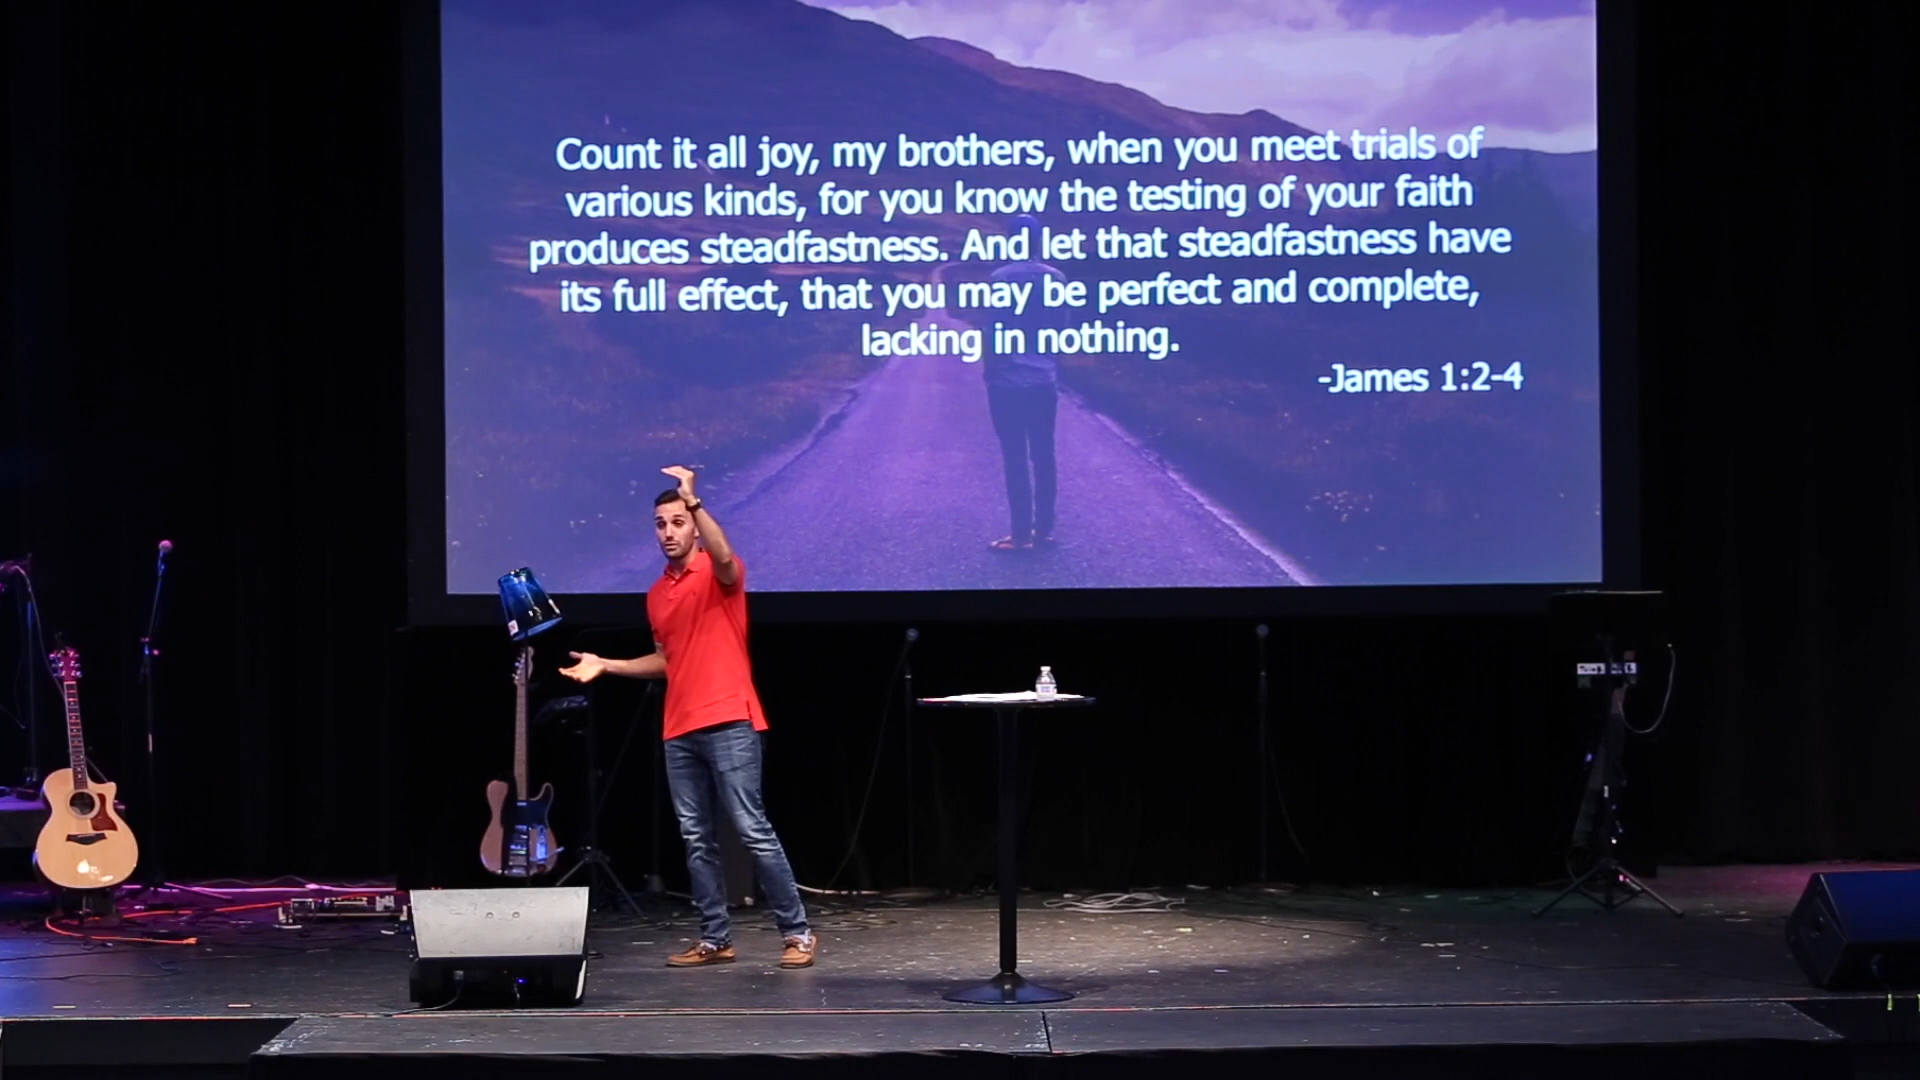 Count it all joy, my brothers, when you meet trials of
various kinds, for you know the testing of your faith
produces steadfastness. And let that steadfastness have
its full effect, that you may be perfect and complete,
lacking in nothing.
-James 1:2-4